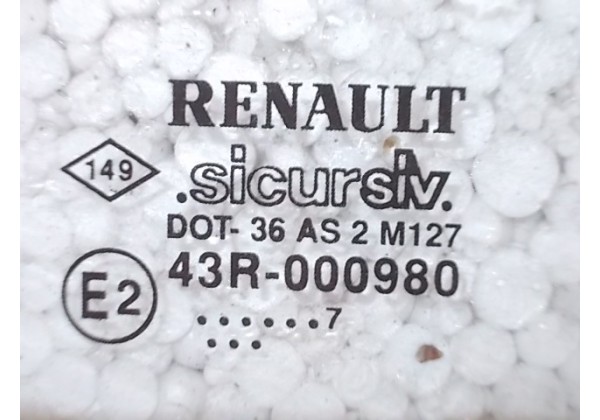 RENAULT
149
.sicursiv.
DOT- 36 AS 2 M127
E2
43R-000980
......7
...